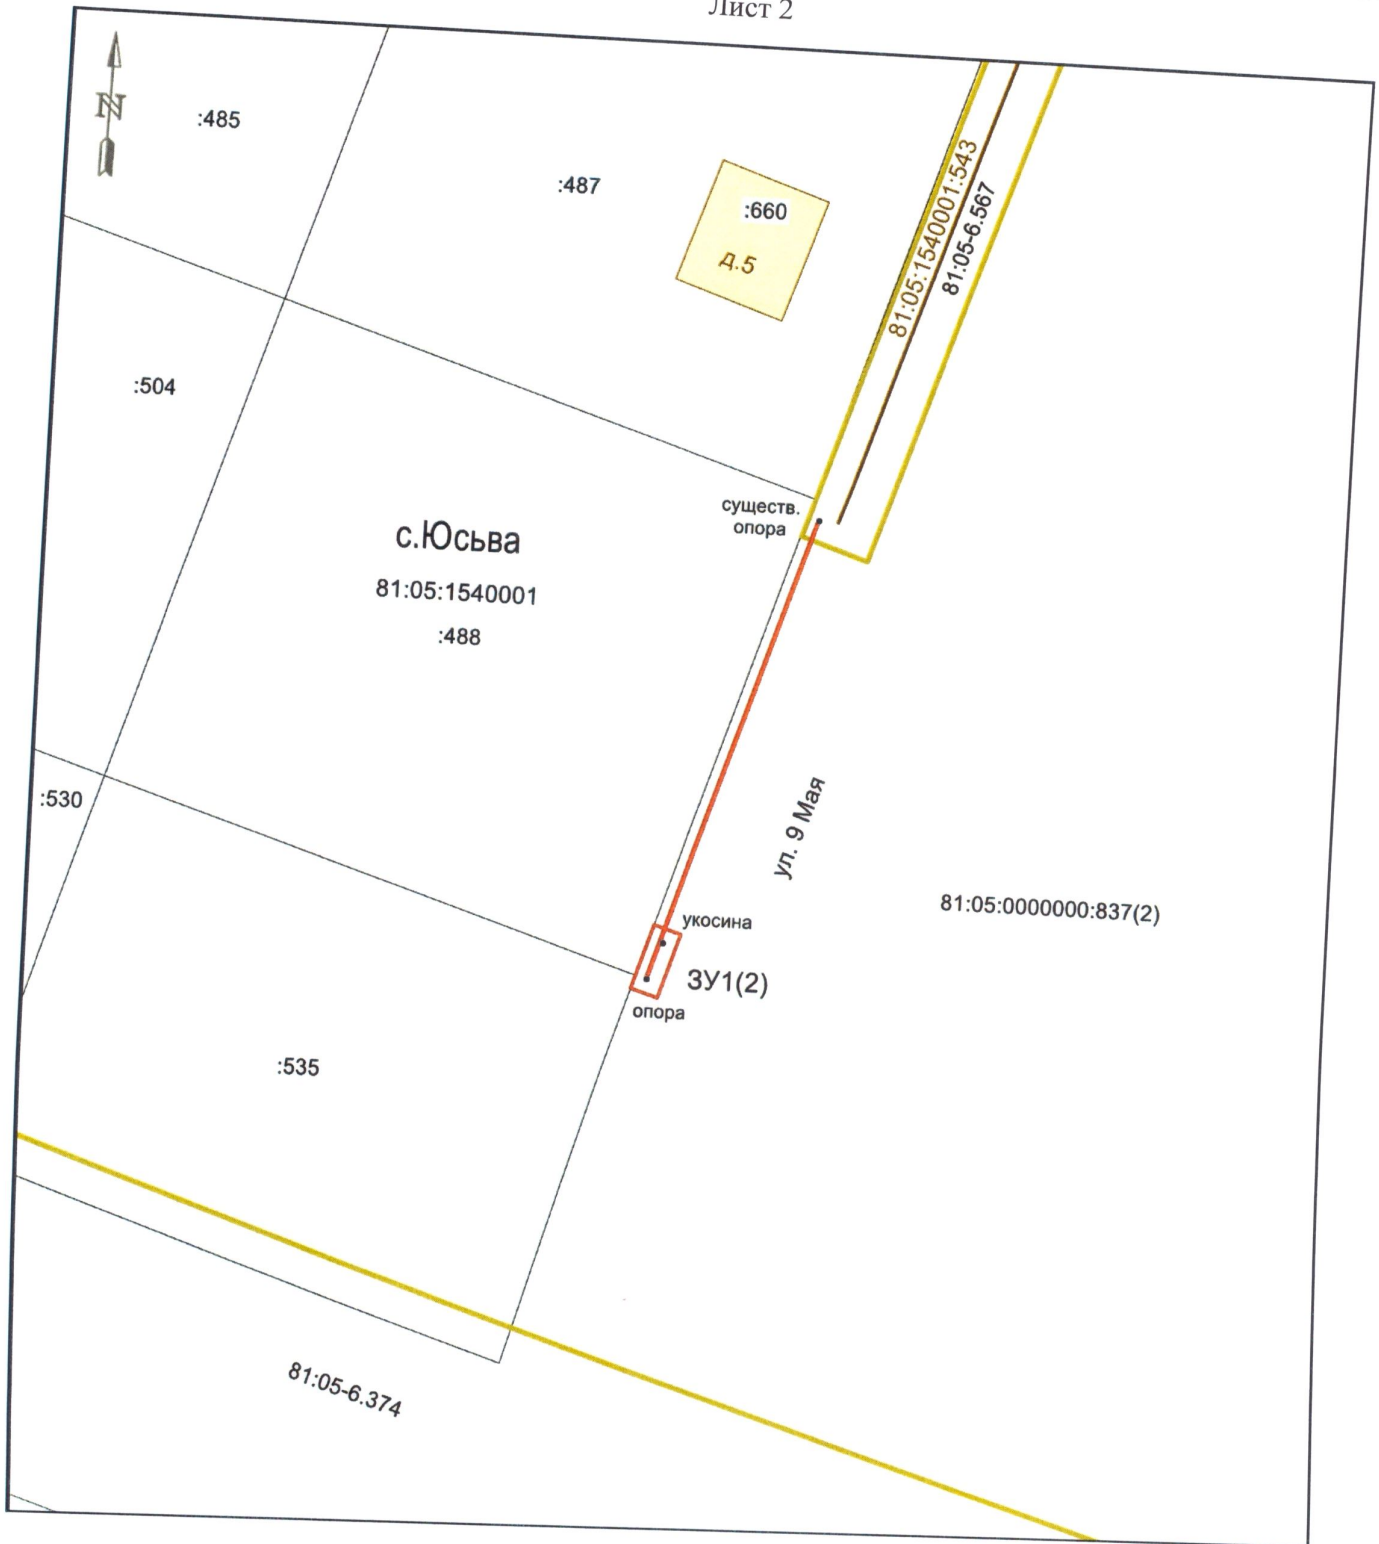 Лист 2
N
:485
:487
:660
д.5
81:05:1540001:543
81:05-6.567
:504
существ.
опора
с.Юсьва
81:05:1540001
:488
ул. 9 Мая
:530
укосина
81:05:0000000:837(2)
ЗУ1(2)
опора
:535
81:05-6.374